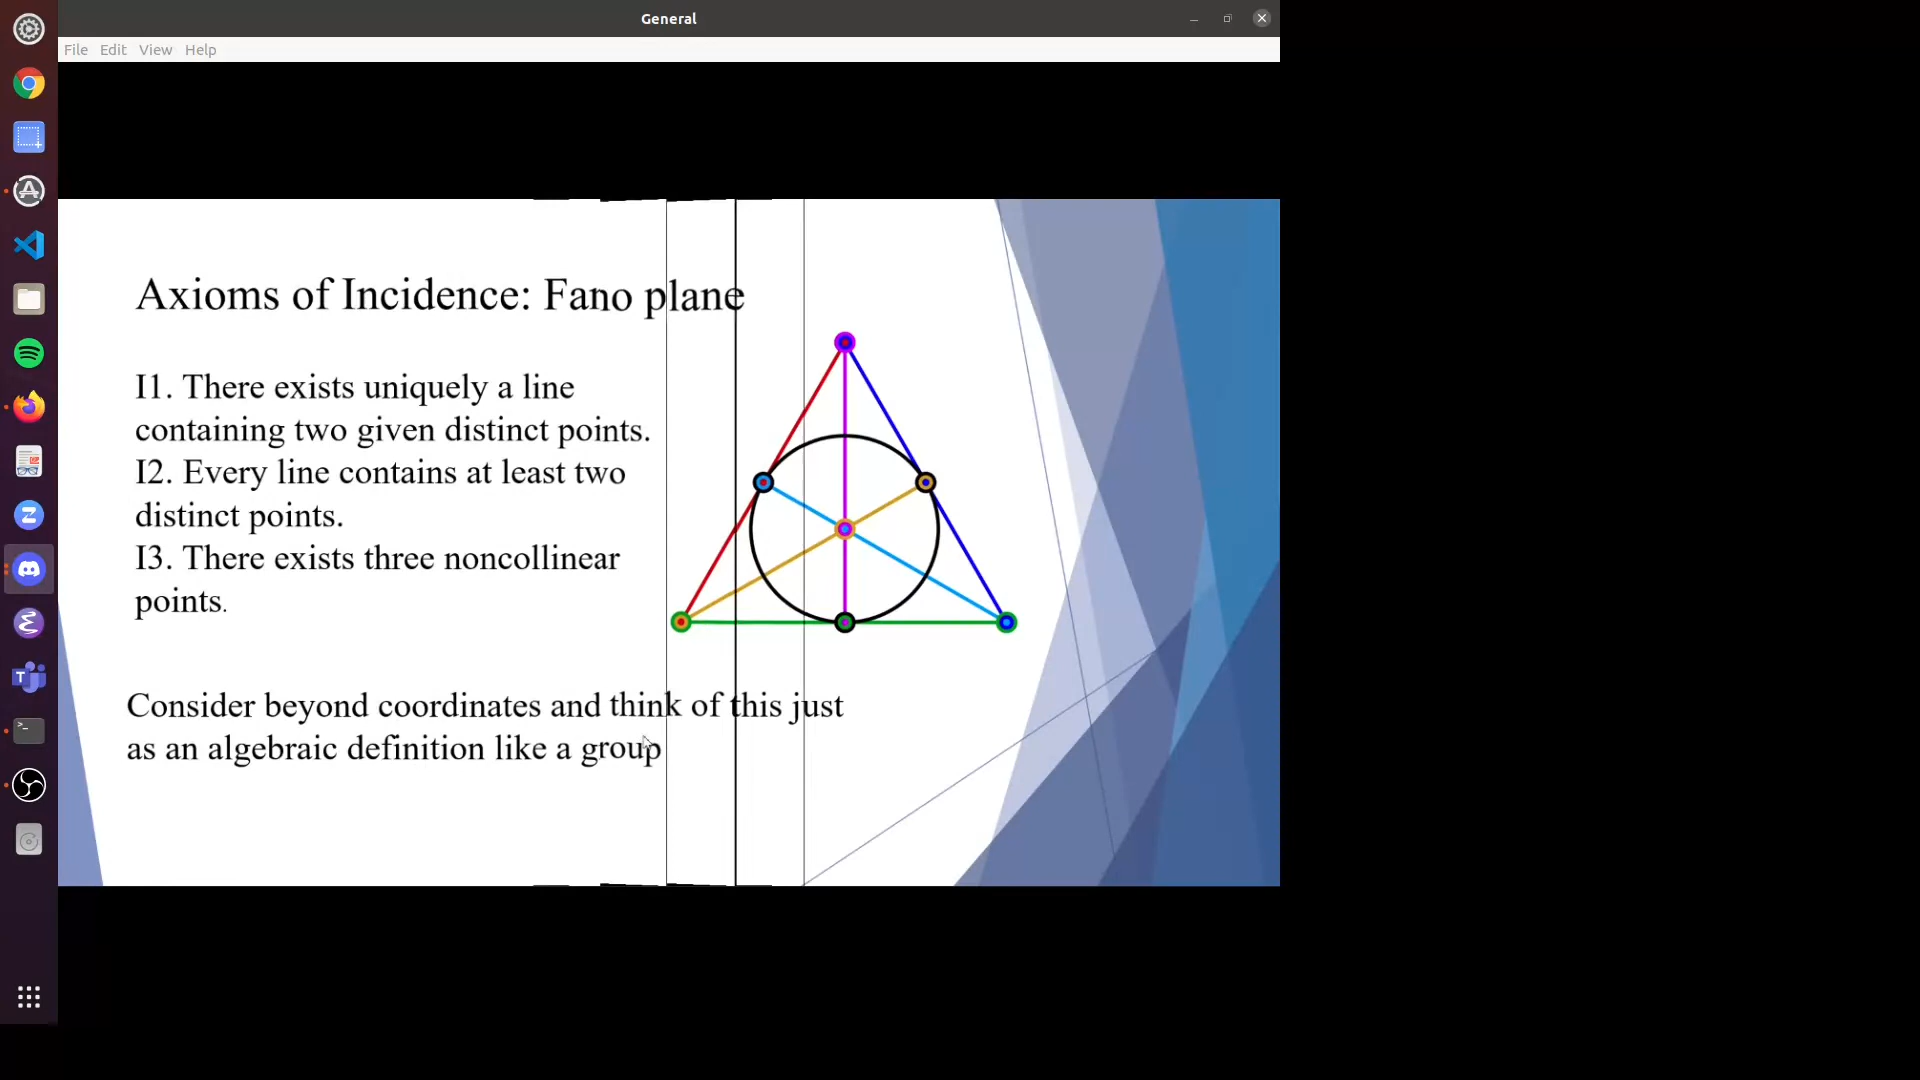 General
File Edit View Help
Axioms of Incidence: Fano plane
I1. There exists uniquely a line
containing two given distinct points.
I2. Every line contains at least two
distinct points.
I3. There exists three noncollinear
points.
Consider beyond coordinates and think of this just
as an algebraic definition like a group